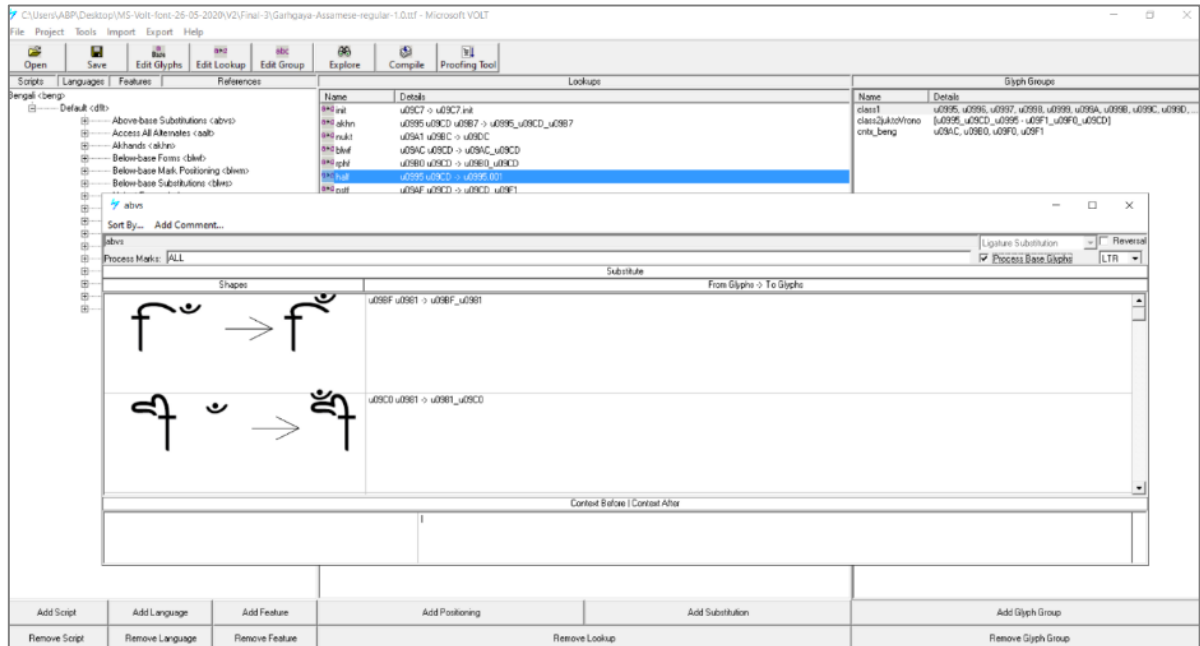 C:\Users\ABP\Desktop\MS-Volt-font-26-05-2020\V2\Final-3\Garhgaya-Assamese-regular-1.0.ttf - Microsoft VOLT
File Project Tools Import Export Help
Open Save Edit Glyphs Edit Lookup Edit Group Explore Compile Proofing Tool
Scripts Languages Features References Lookups Glyph Groups
Bengali <beng>
Default <dflt>
Above-base Substitutions <abvs>
Access All Alternates <aalt>
Akhands <akhn>
Below-base Forms <blwf>
Below-base Mark Positioning <blwm>
Below-base Substitutions <blws>
Name Details
init u09C7 -> u09C7.init
akhn u0995 u09CD u09B7 -> u0995_u09CD_u09B7
nukt u09A1 u09BC -> u09DC
blwf u09AC u09CD -> u09AC_u09CD
rphf u09B0 u09CD -> u09B0_u09CD
half u0995 u09CD -> u0995.001
pstf u09AF u09CD -> u09CD_u09F1
Name Details
class1 u0995, u0996, u0997, u0998, u0999, u099A, u099B, u099C, u099D, ...
class2juktoVrono [u0995_u09CD_u0995 - u09F1_u09F0_u09CD]
cntx_beng u09AC, u09B0, u09F0, u09F1
abvs
Sort By... Add Comment...
abvs Ligature Substitution Reversal
Process Marks: ALL Process Base Glyphs LTR
Substitute
Shapes From Glyphs -> To Glyphs
ি ঁ → িঁ u09BF u0981 -> u09BF_u0981
ী ঁ → ীঁ u09C0 u0981 -> u0981_u09C0
Context Before | Context After
Add Script Add Language Add Feature Add Positioning Add Substitution Add Glyph Group
Remove Script Remove Language Remove Feature Remove Lookup Remove Glyph Group